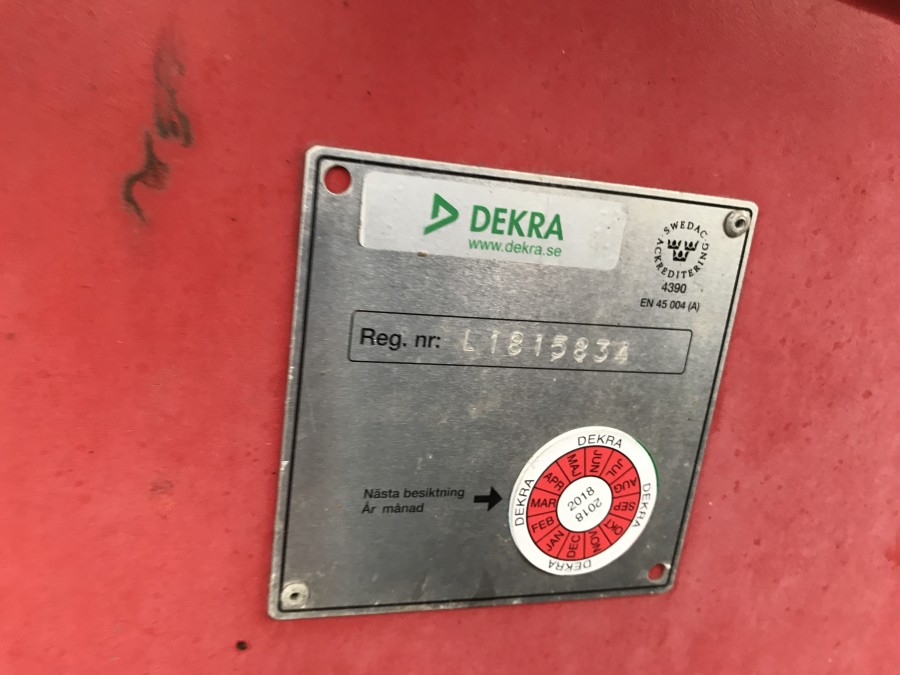 DEKRA
www.dekra.se
SWEDAC
ACKREDITERING
4390
EN 45 004 (A)
Reg. nr: L1815834
Nästa besiktning
År månad
DEKRA
DEKRA
DEKRA
DEKRA
JAN
FEB
MAR
APR
MAJ
JUN
JUL
AUG
SEP
OKT
NOV
DEC
2018
2018